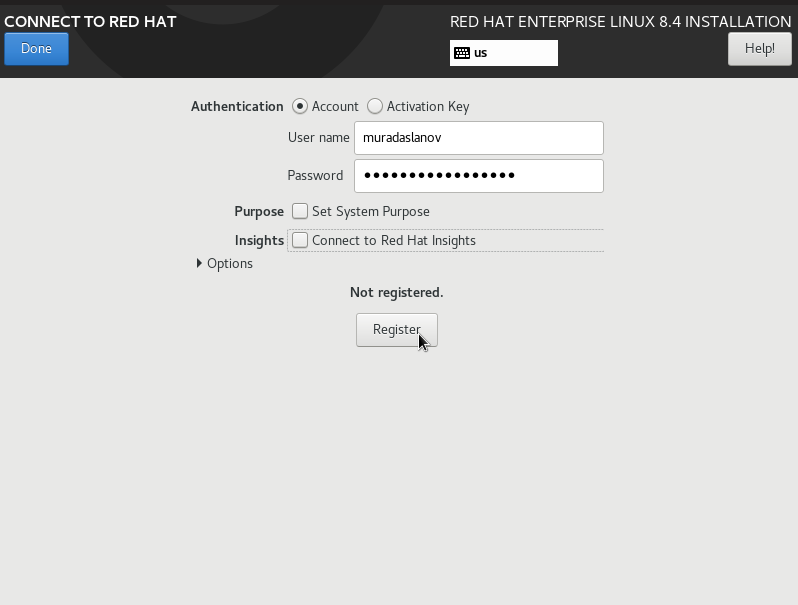 CONNECT TO RED HAT
RED HAT ENTERPRISE LINUX 8.4 INSTALLATION
Done
us
Help!
Authentication Account Activation Key
User name muradaslanov
Password •••••••••••••••••
Purpose Set System Purpose
Insights Connect to Red Hat Insights
Options
Not registered.
Register